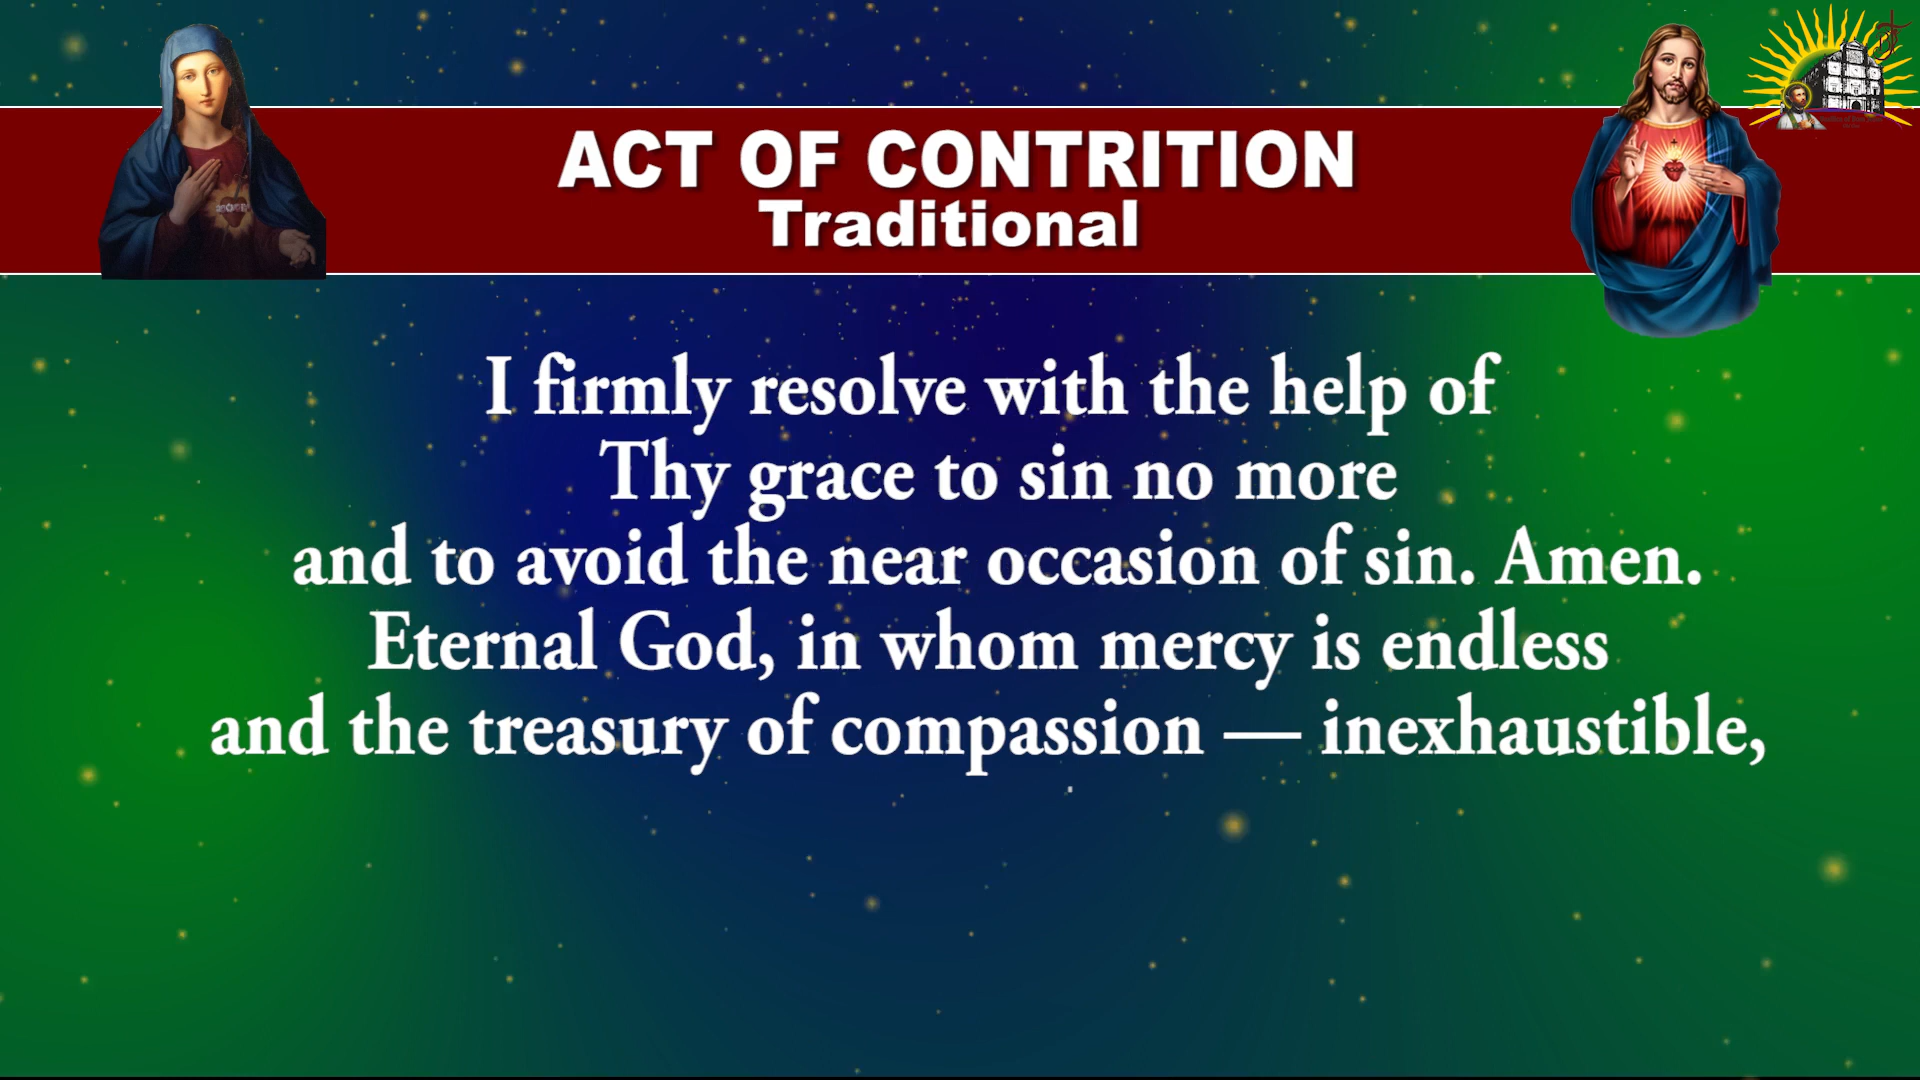 ACT OF CONTRITION
Traditional
I firmly resolve with the help of
Thy grace to sin no more
and to avoid the near occasion of sin. Amen.
Eternal God, in whom mercy is endless
and the treasury of compassion — inexhaustible,